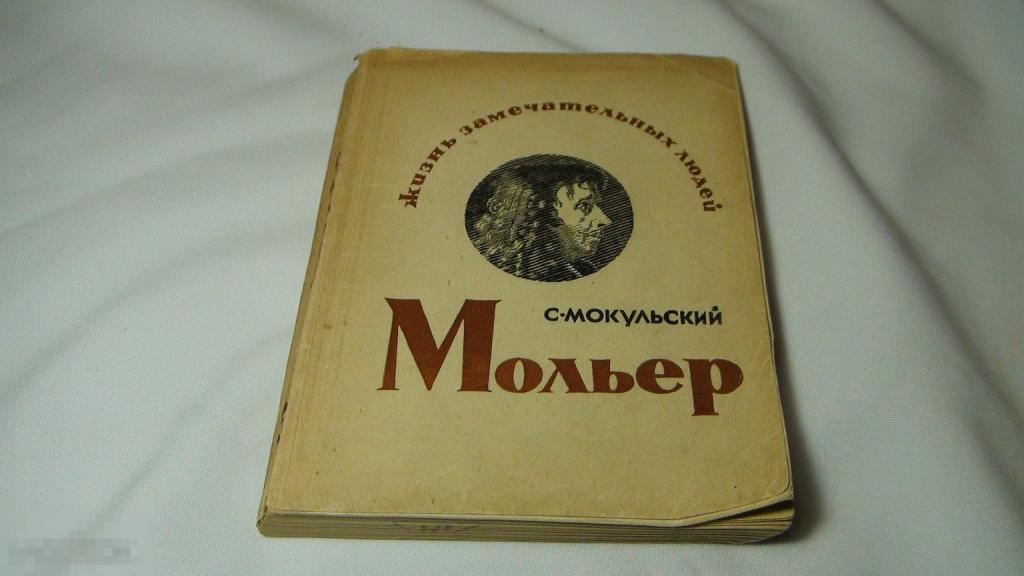 Жизнь замечательных людей
С·МОКУЛЬСКИЙ
Мольер